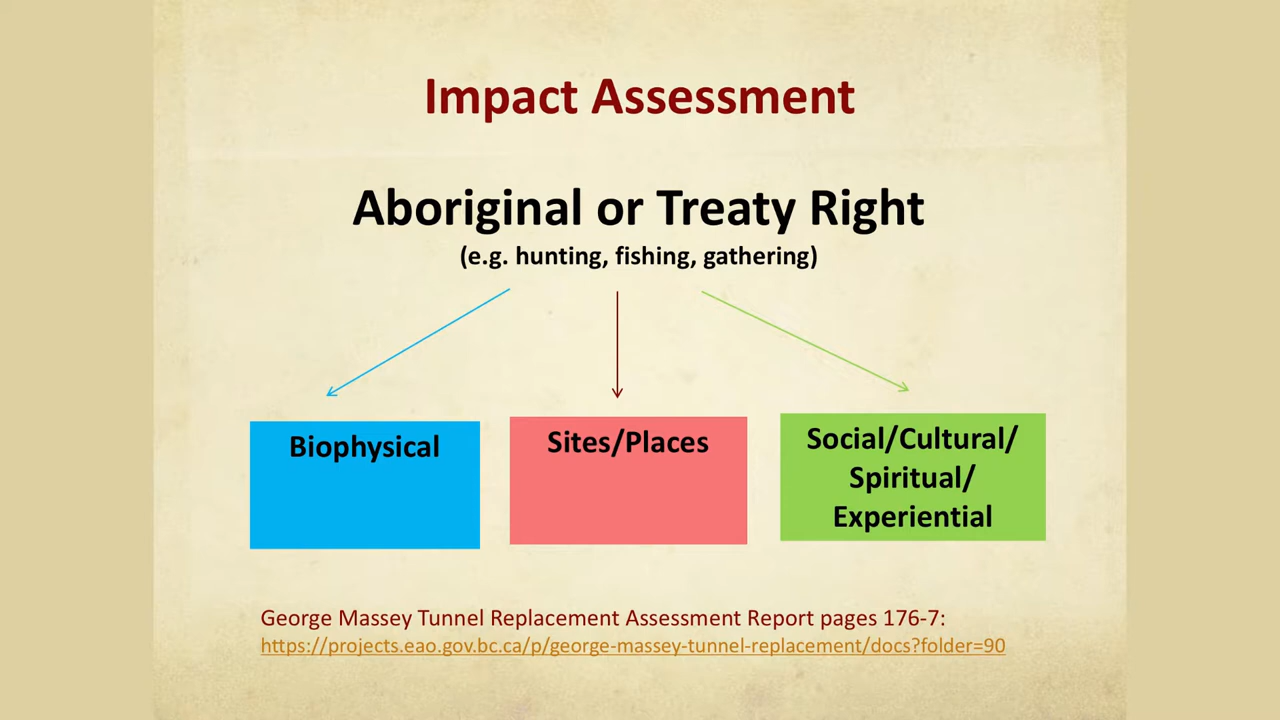 Impact Assessment
Aboriginal or Treaty Right
(e.g. hunting, fishing, gathering)
Biophysical
Sites/Places
Social/Cultural/
Spiritual/
Experiential
George Massey Tunnel Replacement Assessment Report pages 176-7:
https://projects.eao.gov.bc.ca/p/george-massey-tunnel-replacement/docs?folder=90